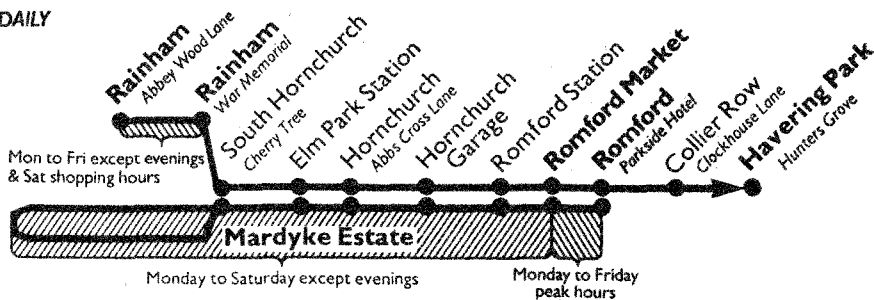 DAILY
Rainham
Abbey Wood Lane
Rainham
War Memorial
South Hornchurch
Cherry Tree
Elm Park Station
Hornchurch
Abbs Cross Lane
Hornchurch
Garage
Romford Station
Romford Market
Romford
Parkside Hotel
Collier Row
Clockhouse Lane
Havering Park
Hunters Grove
Mon to Fri except evenings
& Sat shopping hours
Mardyke Estate
Monday to Saturday except evenings
Monday to Friday
peak hours